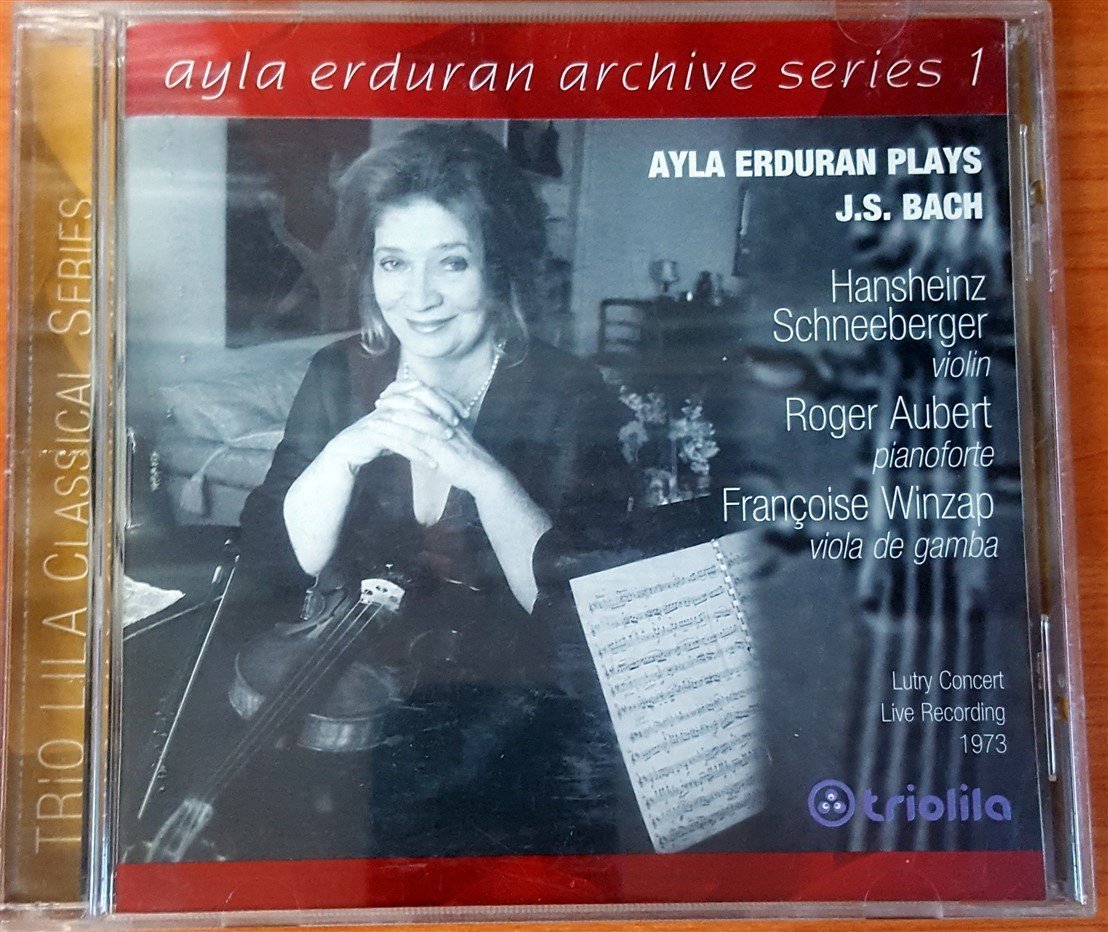 ayla erduran archive series 1
AYLA ERDURAN PLAYS
J.S. BACH
Hansheinz
Schneeberger
violin
Roger Aubert
pianoforte
Françoise Winzap
viola de gamba
Lutry Concert
Live Recording
1973
triolila
TRIO LILA CLASSICAL SERIES